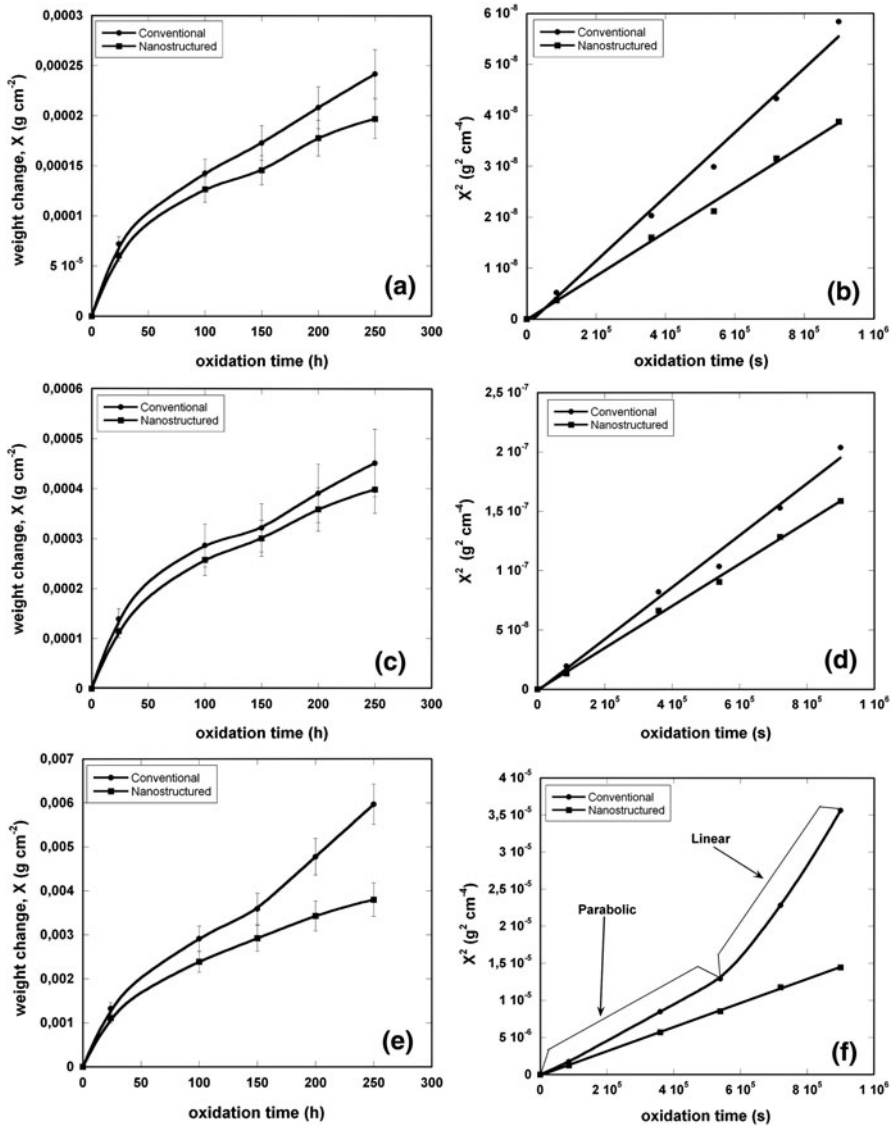 0,0003
Conventional
Nanostructured
0,00025
0,0002
0,00015
0,0001
5 10-5
0
weight change, X (g cm-2)
0 50 100 150 200 250 300
oxidation time (h)
(a)
6 10-8
Conventional
Nanostructured
5 10-8
4 10-8
3 10-8
2 10-8
1 10-8
0
X2 (g2 cm-4)
0 2 105 4 105 6 105 8 105 1 106
oxidation time (s)
(b)
0,0006
Conventional
Nanostructured
0,0005
0,0004
0,0003
0,0002
0,0001
0
weight change, X (g cm-2)
0 50 100 150 200 250 300
oxidation time (h)
(c)
2,5 10-7
Conventional
Nanostructured
2 10-7
1,5 10-7
1 10-7
5 10-8
0
X2 (g2 cm-4)
0 2 105 4 105 6 105 8 105 1 106
oxidation time (s)
(d)
0,007
Conventional
Nanostructured
0,006
0,005
0,004
0,003
0,002
0,001
0
weight change, X (g cm-2)
0 50 100 150 200 250 300
oxidation time (h)
(e)
4 10-5
Conventional
Nanostructured
3,5 10-5
3 10-5
2,5 10-5
2 10-5
1,5 10-5
1 10-5
5 10-6
0
X2 (g2 cm-4)
Linear
Parabolic
0 2 105 4 105 6 105 8 105 1 106
oxidation time (s)
(f)